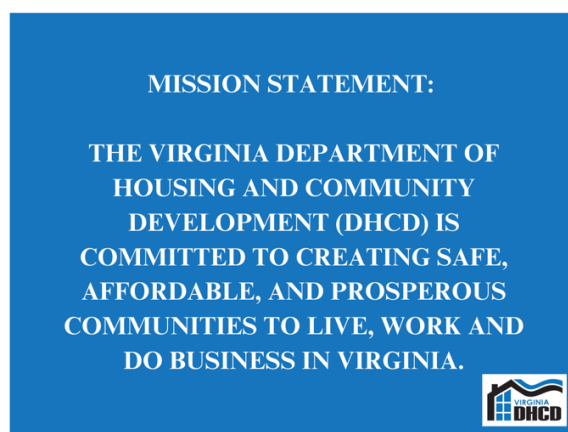 MISSION STATEMENT:
THE VIRGINIA DEPARTMENT OF
HOUSING AND COMMUNITY
DEVELOPMENT (DHCD) IS
COMMITTED TO CREATING SAFE,
AFFORDABLE, AND PROSPEROUS
COMMUNITIES TO LIVE, WORK AND
DO BUSINESS IN VIRGINIA.
VIRGINIA
DHCD